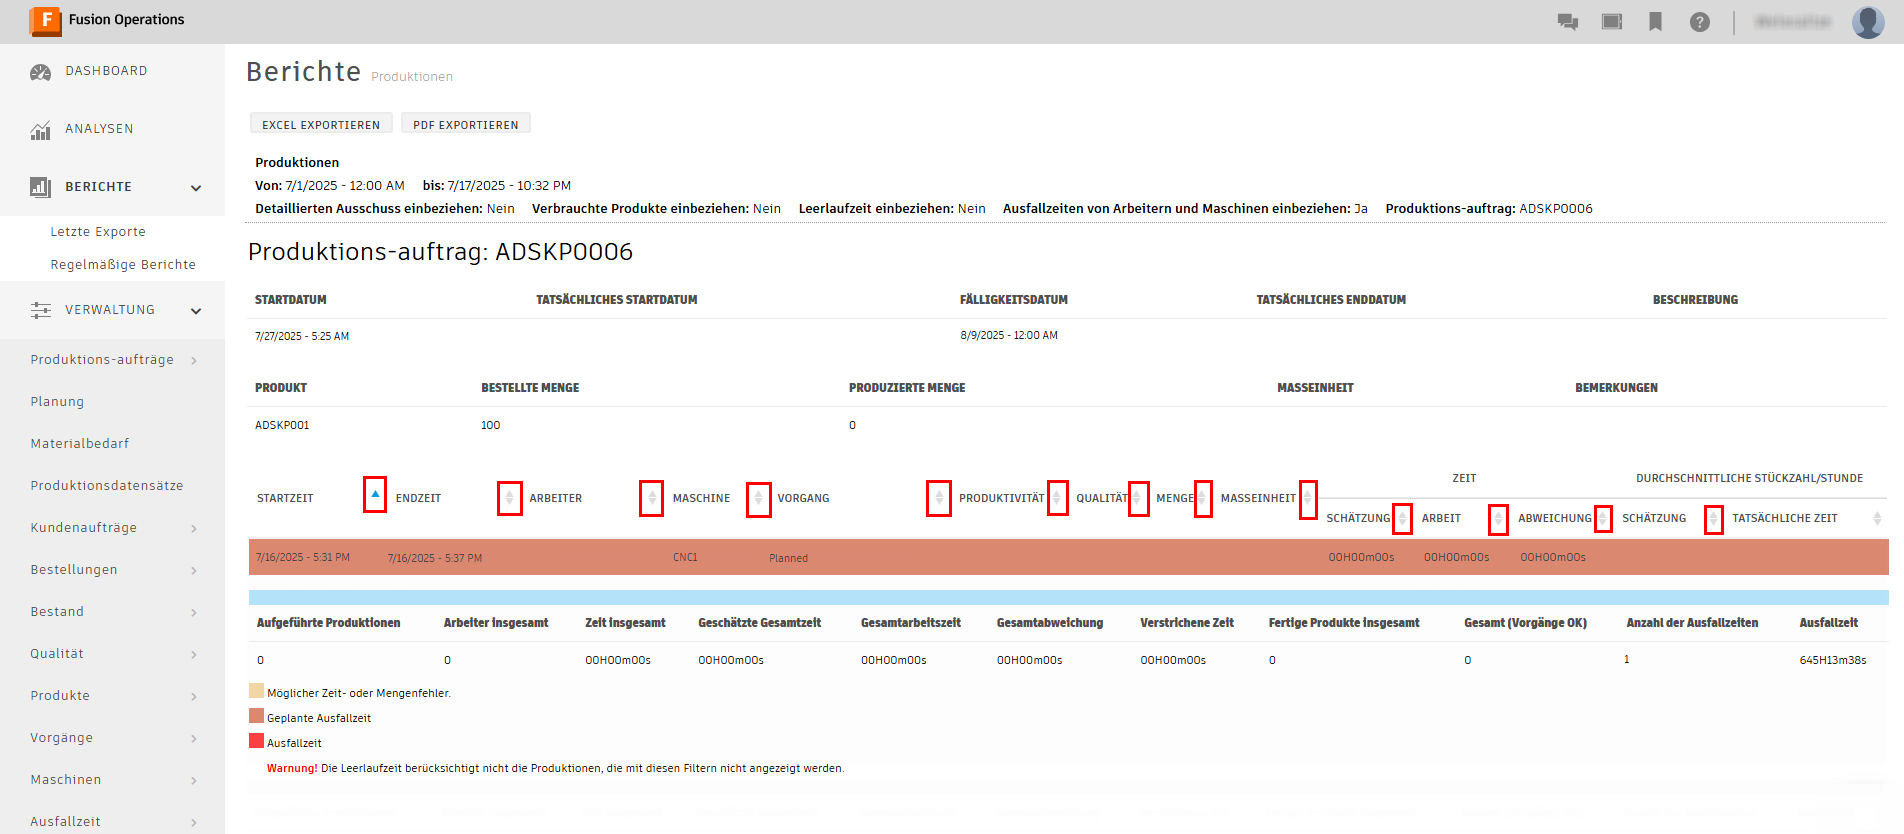 Fusion Operations
DASHBOARD
ANALYSEN
BERICHTE
Letzte Exporte
Regelmäßige Berichte
VERWALTUNG
Produktions-aufträge
Planung
Materialbedarf
Produktionsdatensätze
Kundenaufträge
Bestellungen
Bestand
Qualität
Produkte
Vorgänge
Maschinen
Ausfallzeit
Berichte Produktionen
EXCEL EXPORTIEREN PDF EXPORTIEREN
Produktionen
Von: 7/1/2025 - 12:00 AM bis: 7/17/2025 - 10:32 PM
Detaillierten Ausschuss einbeziehen: Nein Verbrauchte Produkte einbeziehen: Nein Leerlaufzeit einbeziehen: Nein Ausfallzeiten von Arbeitern und Maschinen einbeziehen: Ja Produktions-auftrag: ADSKP0006
Produktions-auftrag: ADSKP0006
STARTDATUM TATSÄCHLICHES STARTDATUM FÄLLIGKEITSDATUM TATSÄCHLICHES ENDDATUM BESCHREIBUNG
7/27/2025 - 5:25 AM 8/9/2025 - 12:00 AM
PRODUKT BESTELLTE MENGE PRODUZIERTE MENGE MASSEINHEIT BEMERKUNGEN
ADSKP001 100 0
ZEIT DURCHSCHNITTLICHE STÜCKZAHL/STUNDE
STARTZEIT ENDZEIT ARBEITER MASCHINE VORGANG PRODUKTIVITÄT QUALITÄT MENGE MASSEINHEIT
SCHÄTZUNG ARBEIT ABWEICHUNG SCHÄTZUNG TATSÄCHLICHE ZEIT
7/16/2025 - 5:31 PM 7/16/2025 - 5:37 PM CNC1 Planned 00H00m00s 00H00m00s 00H00m00s
Aufgeführte Produktionen Arbeiter insgesamt Zeit insgesamt Geschätzte Gesamtzeit Gesamtarbeitszeit Gesamtabweichung Verstrichene Zeit Fertige Produkte insgesamt Gesamt (Vorgänge OK) Anzahl der Ausfallzeiten Ausfallzeit
0 0 00H00m00s 00H00m00s 00H00m00s 00H00m00s 00H00m00s 0 0 1 645H13m38s
Möglicher Zeit- oder Mengenfehler.
Geplante Ausfallzeit
Ausfallzeit
Warnung! Die Leerlaufzeit berücksichtigt nicht die Produktionen, die mit diesen Filtern nicht angezeigt werden.